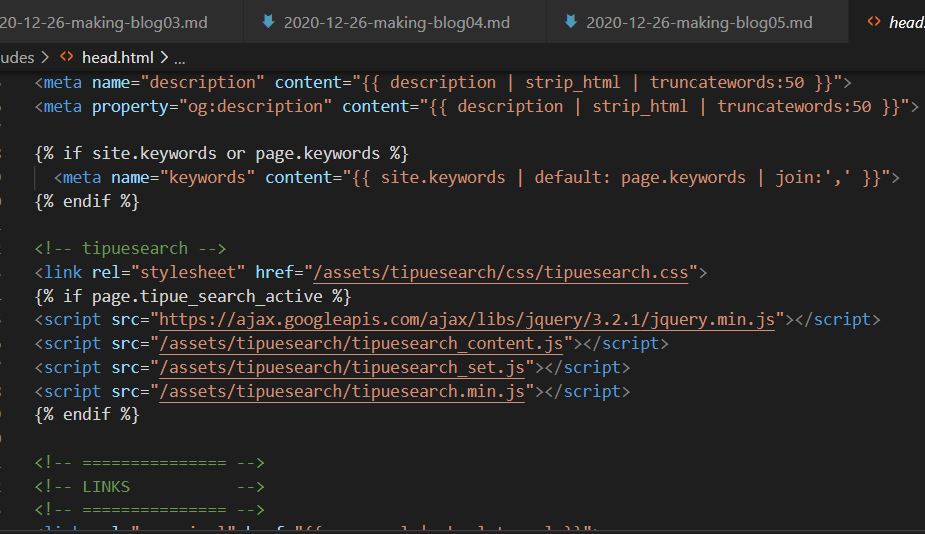 20-12-26-making-blog03.md 2020-12-26-making-blog04.md 2020-12-26-making-blog05.md head.
udes > <> head.html > ...
<meta name="description" content="{{ description | strip_html | truncatewords:50 }}">
<meta property="og:description" content="{{ description | strip_html | truncatewords:50 }}">
{% if site.keywords or page.keywords %}
<meta name="keywords" content="{{ site.keywords | default: page.keywords | join:',' }}">
{% endif %}
<!-- tipuesearch -->
<link rel="stylesheet" href="/assets/tipuesearch/css/tipuesearch.css">
{% if page.tipue_search_active %}
<script src="https://ajax.googleapis.com/ajax/libs/jquery/3.2.1/jquery.min.js"></script>
<script src="/assets/tipuesearch/tipuesearch_content.js"></script>
<script src="/assets/tipuesearch/tipuesearch_set.js"></script>
<script src="/assets/tipuesearch/tipuesearch.min.js"></script>
{% endif %}
<!-- =============== -->
<!-- LINKS           -->
<!-- =============== -->